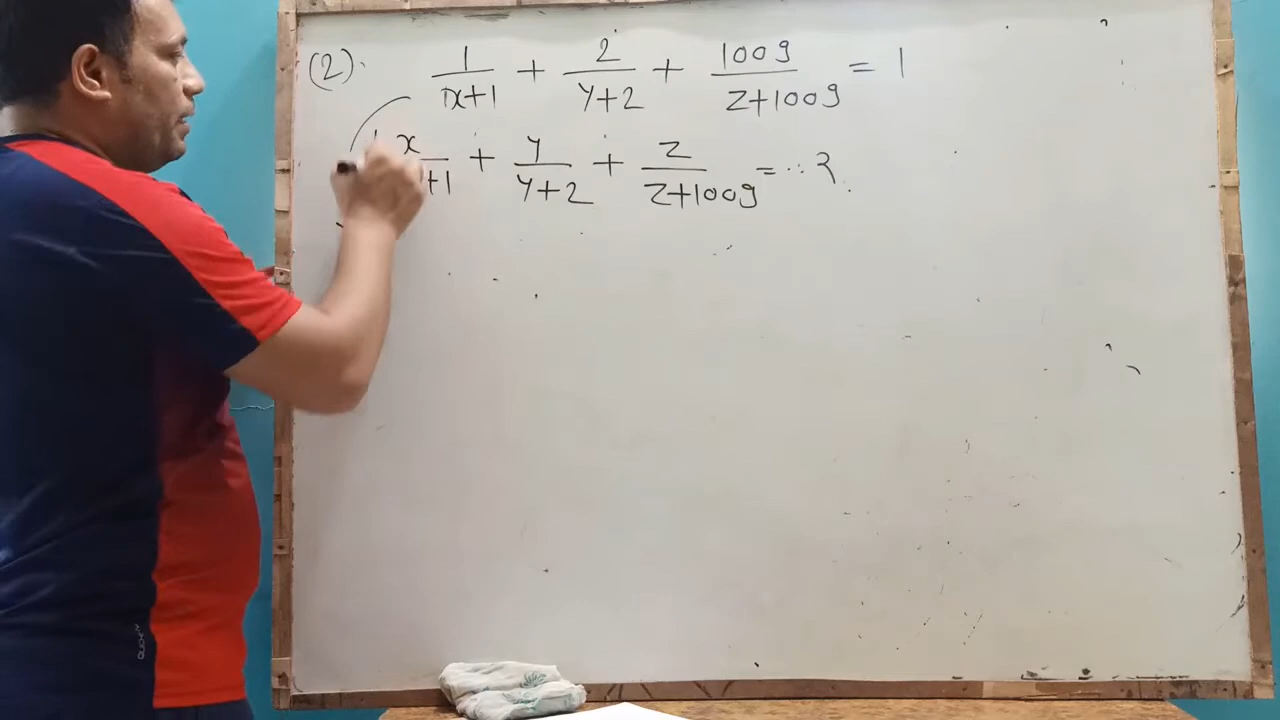 (2). 1/x+1 + 2/y+2 + 1009/z+1009 = 1
x/+1 + y/y+2 + z/z+1009 = ..?